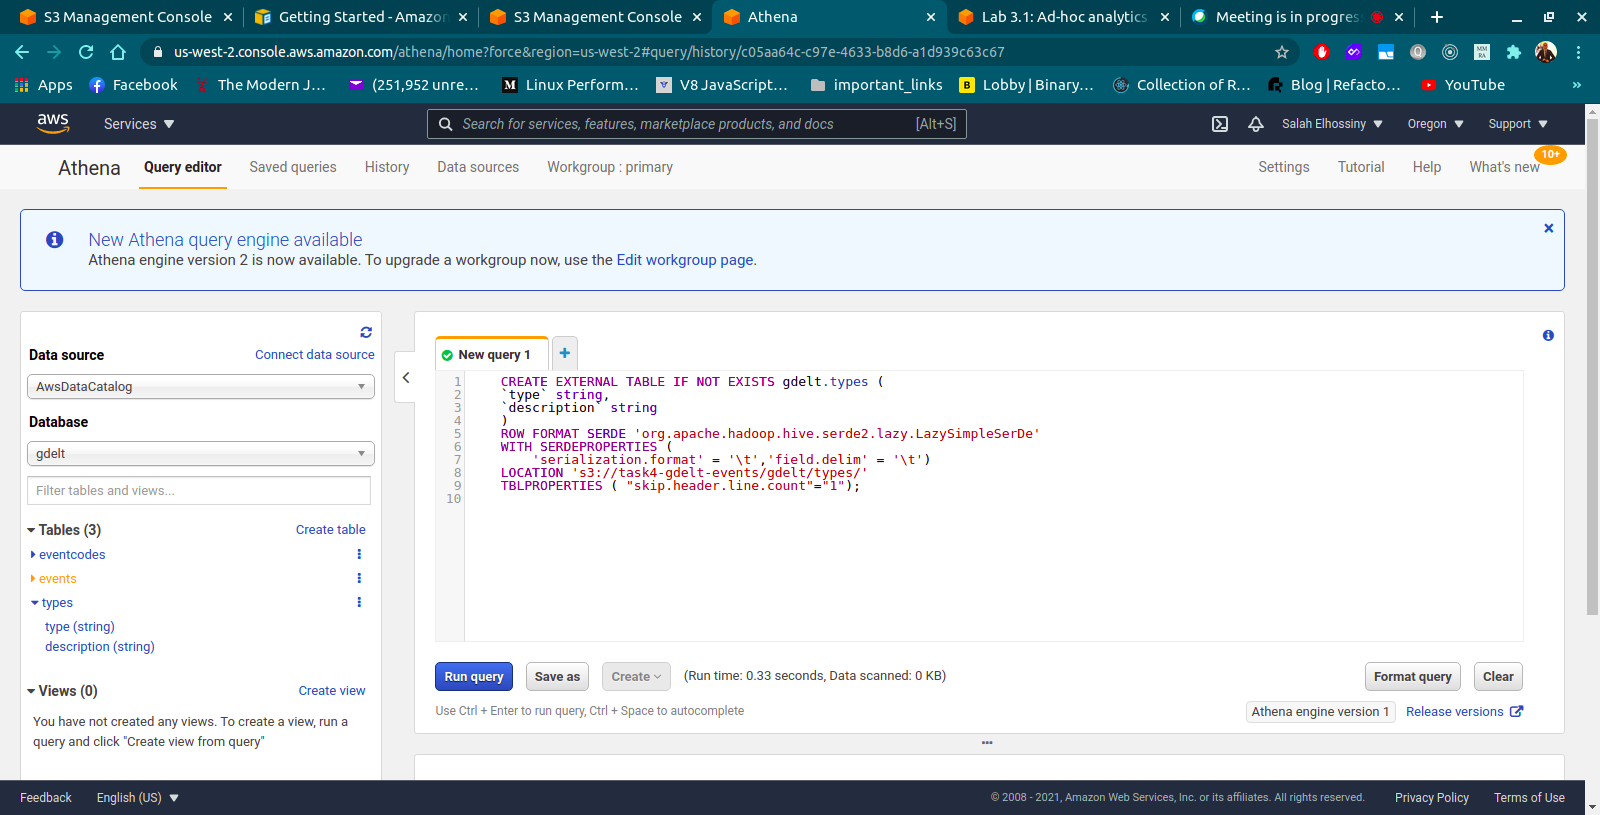 S3 Management Console
Getting Started - Amazon
S3 Management Console
Athena
Lab 3.1: Ad-hoc analytics
Meeting is in progres
us-west-2.console.aws.amazon.com/athena/home?force&region=us-west-2#query/history/c05aa64c-c97e-4633-b8d6-a1d939c63c67
Apps
Facebook
The Modern J...
(251,952 unre...
Linux Perform...
V8 JavaScript...
important_links
Lobby | Binary...
Collection of R...
Blog | Refacto...
YouTube
»
aws
Services
Search for services, features, marketplace products, and docs
[Alt+S]
Salah Elhossiny
Oregon
Support
Athena
Query editor
Saved queries
History
Data sources
Workgroup : primary
Settings
Tutorial
Help
What's new
10+
New Athena query engine available
Athena engine version 2 is now available. To upgrade a workgroup now, use the Edit workgroup page.
Data source
Connect data source
AwsDataCatalog
Database
gdelt
Filter tables and views...
Tables (3)
Create table
eventcodes
events
types
type (string)
description (string)
Views (0)
Create view
You have not created any views. To create a view, run a
query and click "Create view from query"
New query 1
1 CREATE EXTERNAL TABLE IF NOT EXISTS gdelt.types (
2 `type` string,
3 `description` string
4 )
5 ROW FORMAT SERDE 'org.apache.hadoop.hive.serde2.lazy.LazySimpleSerDe'
6 WITH SERDEPROPERTIES (
7 'serialization.format' = '\t','field.delim' = '\t')
8 LOCATION 's3://task4-gdelt-events/gdelt/types/'
9 TBLPROPERTIES ( "skip.header.line.count"="1");
10
Run query
Save as
Create
(Run time: 0.33 seconds, Data scanned: 0 KB)
Format query
Clear
Use Ctrl + Enter to run query, Ctrl + Space to autocomplete
Athena engine version 1
Release versions
Feedback
English (US)
© 2008 - 2021, Amazon Web Services, Inc. or its affiliates. All rights reserved.
Privacy Policy
Terms of Use